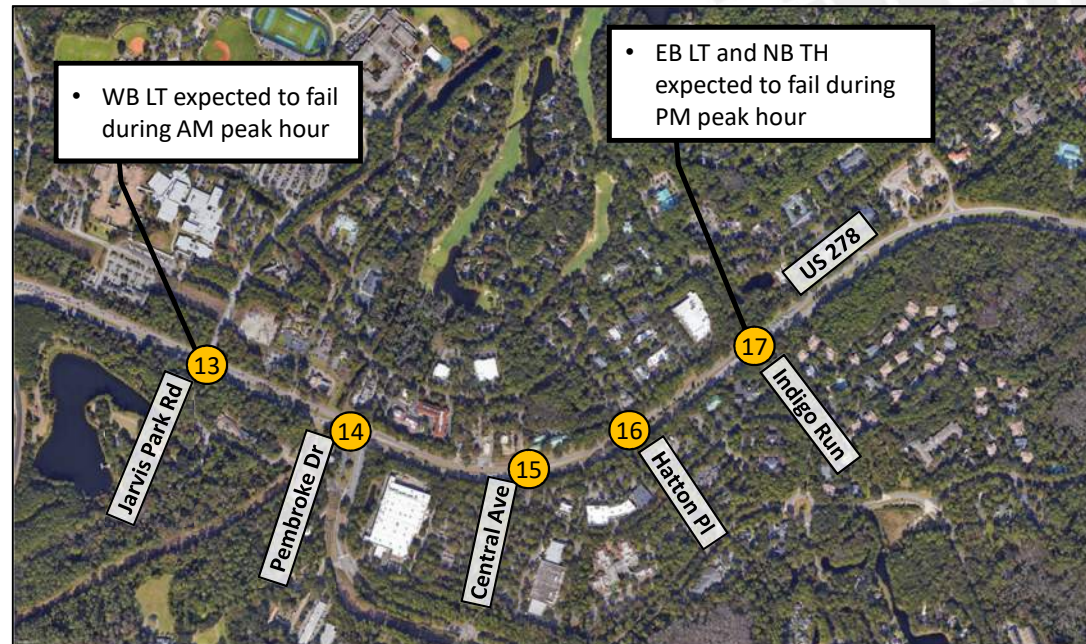 • WB LT expected to fail
during AM peak hour
• EB LT and NB TH
expected to fail during
PM peak hour
US 278
13
Jarvis Park Rd
14
Pembroke Dr
15
Central Ave
16
Hatton Pl
17
Indigo Run